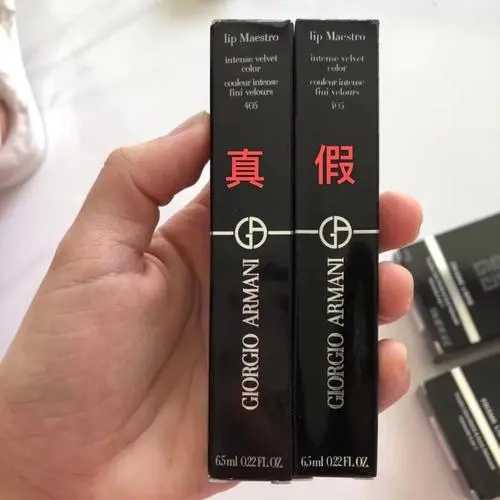 lip Maestro
intense velvet
color
couleur intense
fini velours
405
真
GIORGIO ARMANI
6.5ml 0.22 FL. OZ.
lip Maestro
intense velvet
color
couleur intense
fini velours
405
假
GIORGIO ARMANI
6.5ml 0.22 FL. OZ.